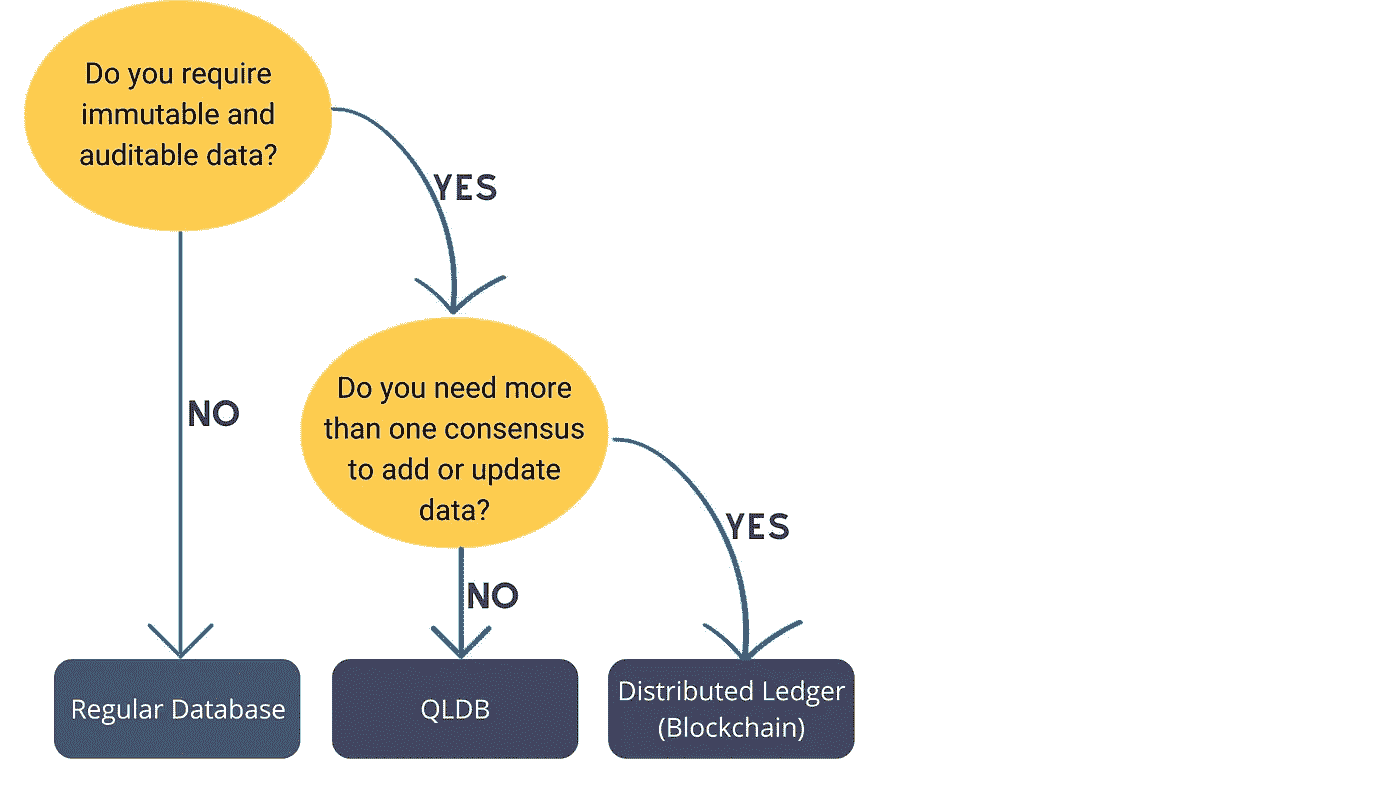 Do you require
immutable and
auditable data?
YES
NO
Do you need more
than one consensus
to add or update
data?
YES
NO
Regular Database
QLDB
Distributed Ledger
(Blockchain)